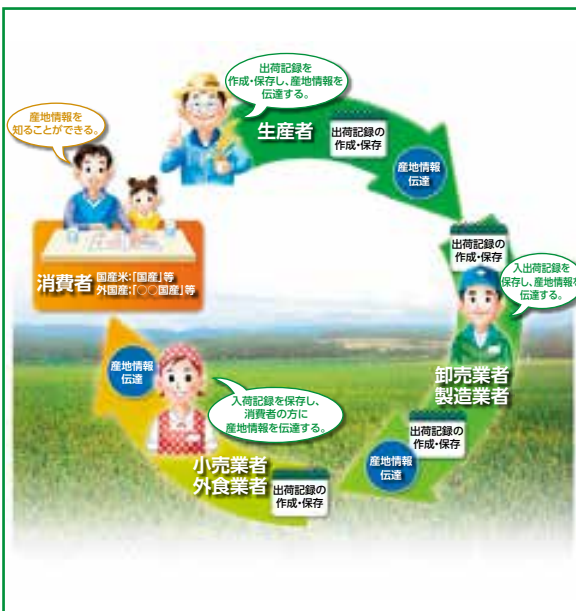 出荷記録を
作成・保存し、産地情報を
伝達する。
生産者
出荷記録の
作成・保存
産地情報
伝達
産地情報を
知ることができる。
消費者
国産米:「国産」等
外国産:「○○国産」等
出荷記録の
作成・保存
入出荷記録を
保存し、産地情報を
伝達する。
卸売業者
製造業者
出荷記録の
作成・保存
産地情報
伝達
産地情報
伝達
入荷記録を保存し、
消費者の方に
産地情報を伝達する。
小売業者
外食業者
出荷記録の
作成・保存